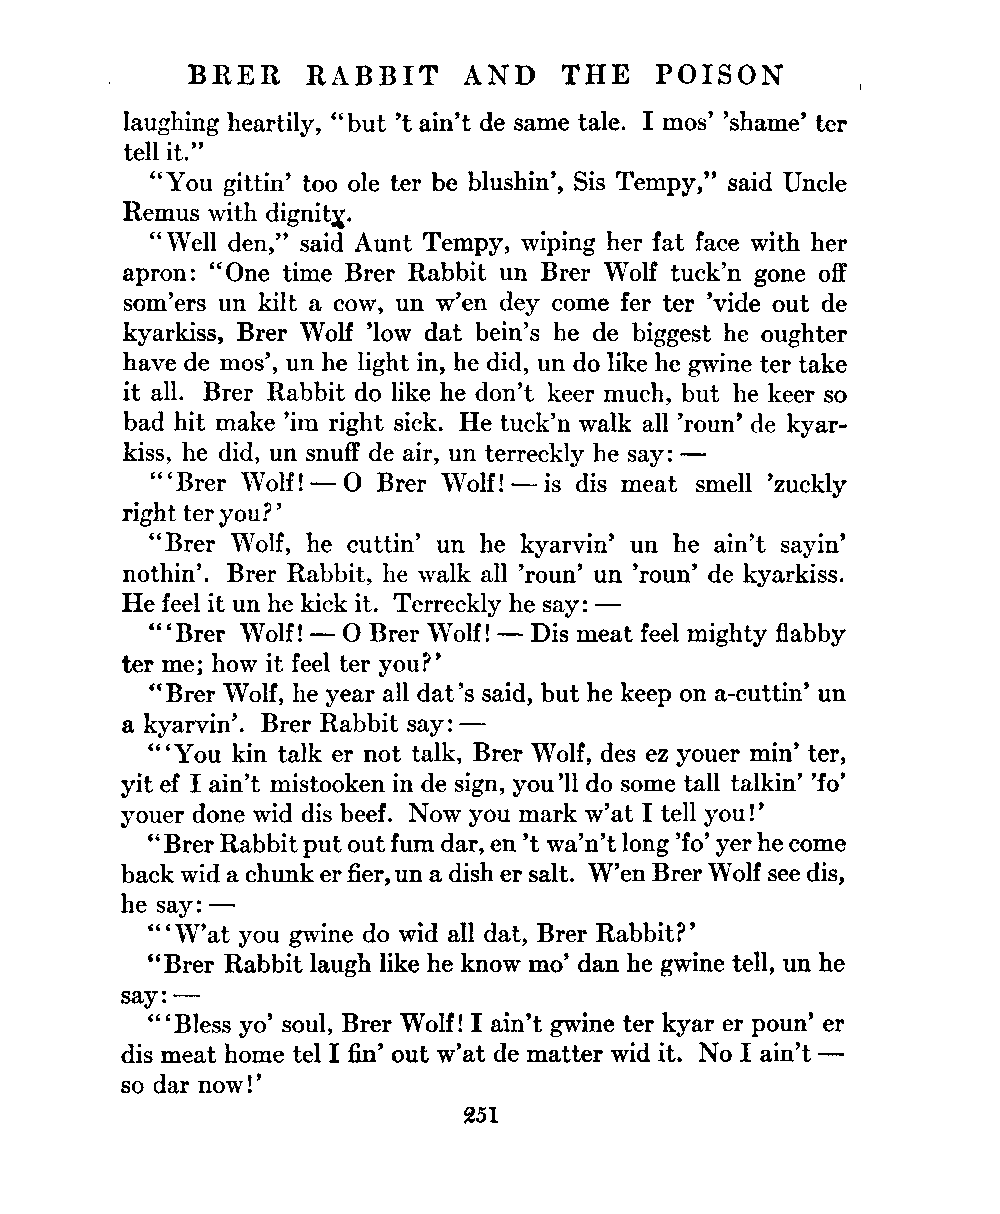 BRER RABBIT AND THE POISON
laughing heartily, “but ’t ain’t de same tale. I mos’ ’shame’ ter
tell it.”
“You gittin’ too ole ter be blushin’, Sis Tempy,” said Uncle
Remus with dignity.
“Well den,” said Aunt Tempy, wiping her fat face with her
apron: “One time Brer Rabbit un Brer Wolf tuck’n gone off
som’ers un kilt a cow, un w’en dey come fer ter ’vide out de
kyarkiss, Brer Wolf ’low dat bein’s he de biggest he oughter
have de mos’, un he light in, he did, un do like he gwine ter take
it all. Brer Rabbit do like he don’t keer much, but he keer so
bad hit make ’im right sick. He tuck’n walk all ’roun’ de kyar-
kiss, he did, un snuff de air, un terreckly he say: —
“‘Brer Wolf! — O Brer Wolf! — is dis meat smell ’zuckly
right ter you?’
“Brer Wolf, he cuttin’ un he kyarvin’ un he ain’t sayin’
nothin’. Brer Rabbit, he walk all ’roun’ un ’roun’ de kyarkiss.
He feel it un he kick it. Terreckly he say: —
“‘Brer Wolf! — O Brer Wolf! — Dis meat feel mighty flabby
ter me; how it feel ter you?’
“Brer Wolf, he year all dat ’s said, but he keep on a-cuttin’ un
a kyarvin’. Brer Rabbit say: —
“‘You kin talk er not talk, Brer Wolf, des ez youer min’ ter,
yit ef I ain’t mistooken in de sign, you ’ll do some tall talkin’ ’fo’
youer done wid dis beef. Now you mark w’at I tell you!’
“Brer Rabbit put out fum dar, en ’t wa’n’t long ’fo’ yer he come
back wid a chunk er fier, un a dish er salt. W’en Brer Wolf see dis,
he say: —
“‘W’at you gwine do wid all dat, Brer Rabbit?’
“Brer Rabbit laugh like he know mo’ dan he gwine tell, un he
say: —
“‘Bless yo’ soul, Brer Wolf! I ain’t gwine ter kyar er poun’ er
dis meat home tel I fin’ out w’at de matter wid it. No I ain’t —
so dar now!’
251